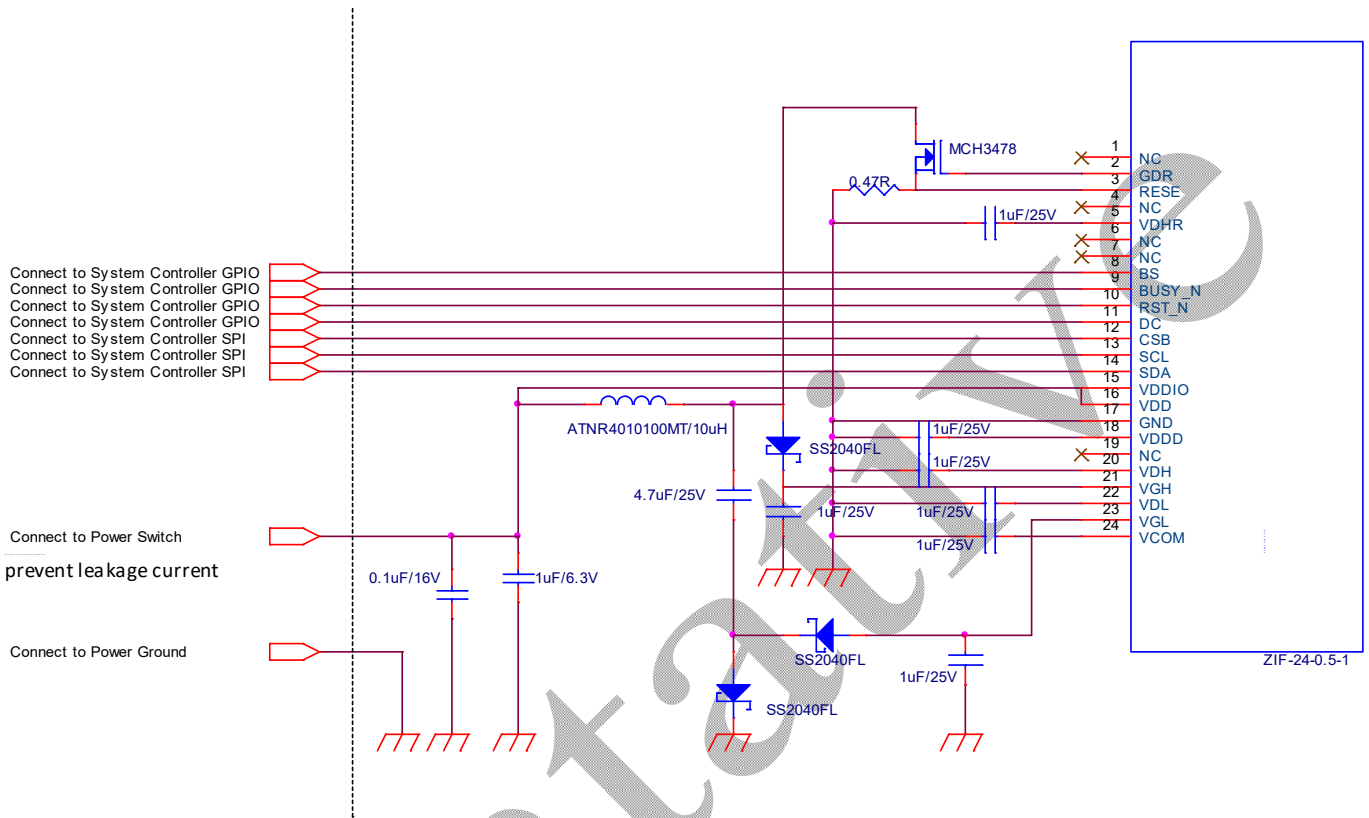 MCH3478
0.47R
1uF/25V
1 NC
2 GDR
3 RESE
4 NC
5 VDHR
6 NC
7 NC
8 BS
9 BUSY_N
10 RST_N
11 DC
12 CSB
13 SCL
14 SDA
15 VDDIO
16 VDD
17 GND
18 VDDD
19 NC
20 VDH
21 VGH
22 VDL
23 VGL
24 VCOM
Connect to System Controller GPIO
Connect to System Controller GPIO
Connect to System Controller GPIO
Connect to System Controller GPIO
Connect to System Controller SPI
Connect to System Controller SPI
Connect to System Controller SPI
ATNR4010100MT/10uH
SS2040FL
1uF/25V
1uF/25V
4.7uF/25V
1uF/25V
1uF/25V
1uF/25V
Connect to Power Switch
prevent leakage current
0.1uF/16V
1uF/6.3V
Connect to Power Ground
SS2040FL
1uF/25V
SS2040FL
ZIF-24-0.5-1
tative